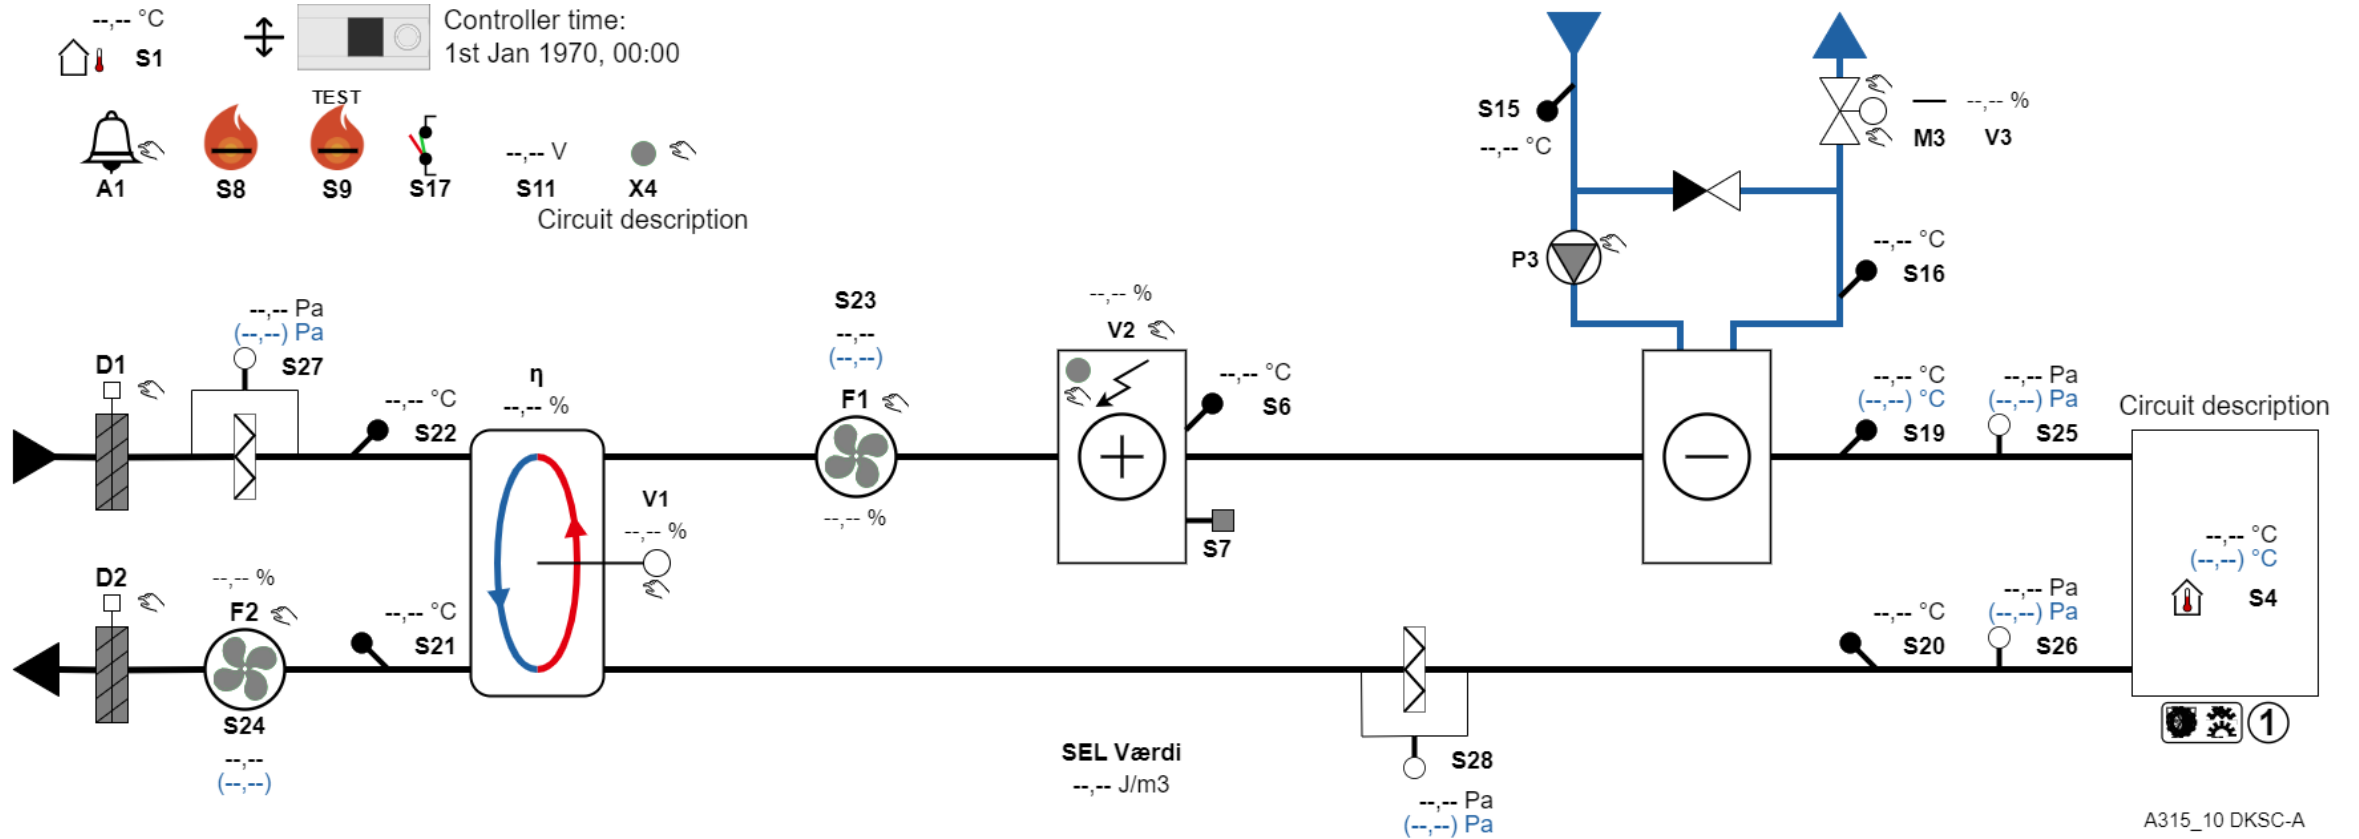 --,-- °C
S1
Controller time:
1st Jan 1970, 00:00
TEST
A1
S8
S9
S17
--,-- V
S11
X4
Circuit description
S15
--,-- °C
--,-- %
M3
V3
P3
--,-- °C
S16
--,-- Pa
(--,--) Pa
S27
D1
--,-- °C
S22
η
--,-- %
S23
--,--
(--,--)
F1
--,-- %
--,-- %
V2
--,-- °C
S6
S7
--,-- °C
(--,--) °C
S19
--,-- Pa
(--,--) Pa
S25
Circuit description
V1
--,-- %
--,-- °C
(--,--) °C
S4
D2
--,-- %
F2
S24
--,--
(--,--)
--,-- °C
S21
--,-- °C
S20
--,-- Pa
(--,--) Pa
S26
1
SEL Værdi
--,-- J/m3
S28
--,-- Pa
(--,--) Pa
A315_10 DKSC-A